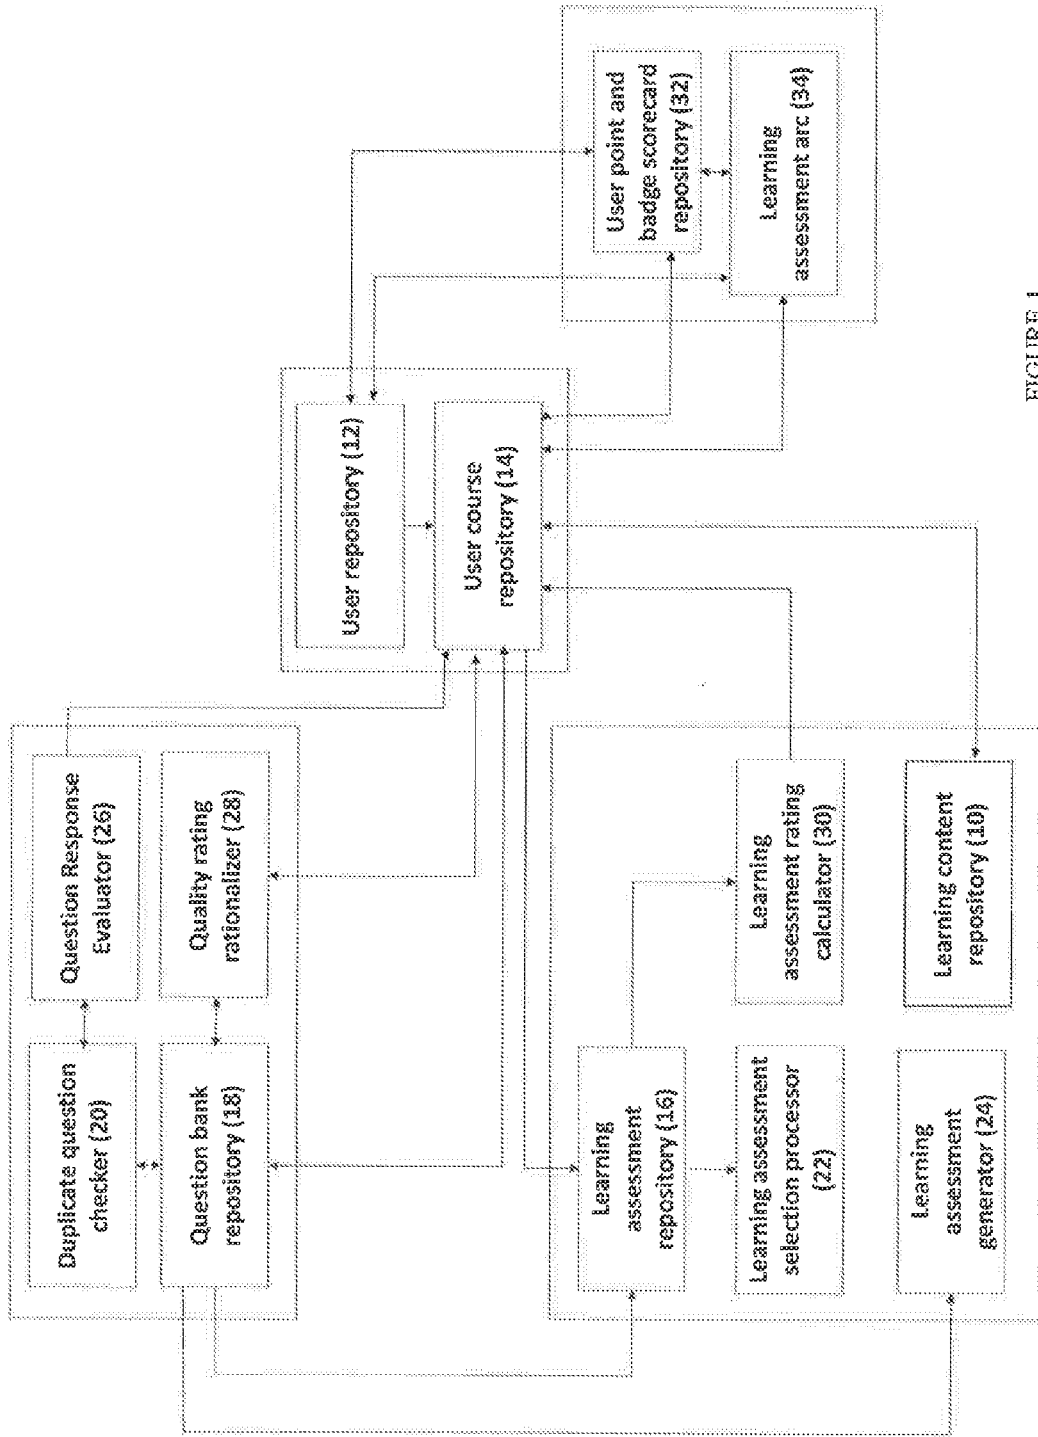 Duplicate question
checker (20)
Question Response
Evaluator (26)
Question bank
repository (18)
Quality rating
rationalizer (28)
User repository (12)
User course
repository (14)
User point and
badge scorecard
repository (32)
Learning
assessment arc (34)
Learning
assessment
repository (16)
Learning assessment
selection processor
(22)
Learning
assessment rating
calculator (30)
Learning
assessment
generator (24)
Learning content
repository (10)
FIGURE 1